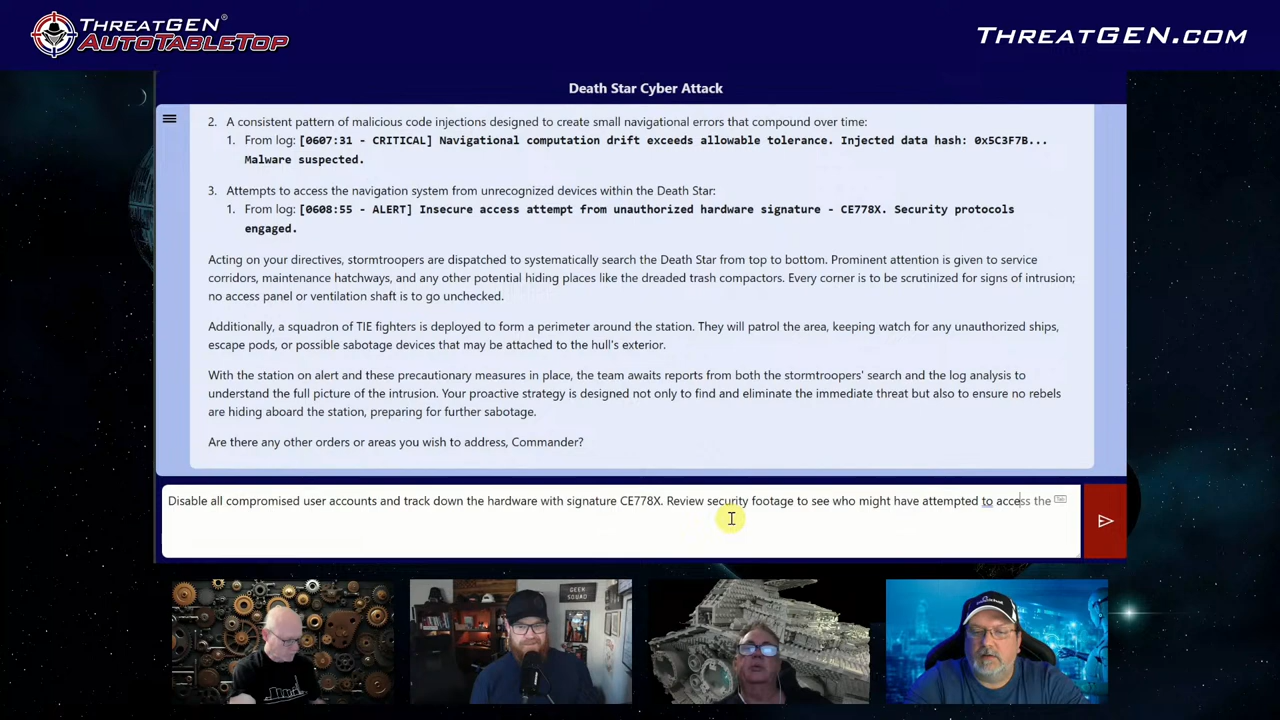 THREATGEN®
AUTOTABLETOP
THREATGEN.COM
Death Star Cyber Attack
2. A consistent pattern of malicious code injections designed to create small navigational errors that compound over time:
1. From log: [0607:31 - CRITICAL] Navigational computation drift exceeds allowable tolerance. Injected data hash: 0x5C3F7B...
Malware suspected.
3. Attempts to access the navigation system from unrecognized devices within the Death Star:
1. From log: [0608:55 - ALERT] Insecure access attempt from unauthorized hardware signature - CE778X. Security protocols
engaged.
Acting on your directives, stormtroopers are dispatched to systematically search the Death Star from top to bottom. Prominent attention is given to service
corridors, maintenance hatchways, and any other potential hiding places like the dreaded trash compactors. Every corner is to be scrutinized for signs of intrusion;
no access panel or ventilation shaft is to go unchecked.
Additionally, a squadron of TIE fighters is deployed to form a perimeter around the station. They will patrol the area, keeping watch for any unauthorized ships,
escape pods, or possible sabotage devices that may be attached to the hull's exterior.
With the station on alert and these precautionary measures in place, the team awaits reports from both the stormtroopers' search and the log analysis to
understand the full picture of the intrusion. Your proactive strategy is designed not only to find and eliminate the immediate threat but also to ensure no rebels
are hiding aboard the station, preparing for further sabotage.
Are there any other orders or areas you wish to address, Commander?
Disable all compromised user accounts and track down the hardware with signature CE778X. Review security footage to see who might have attempted to access the
GEEK
SQUAD